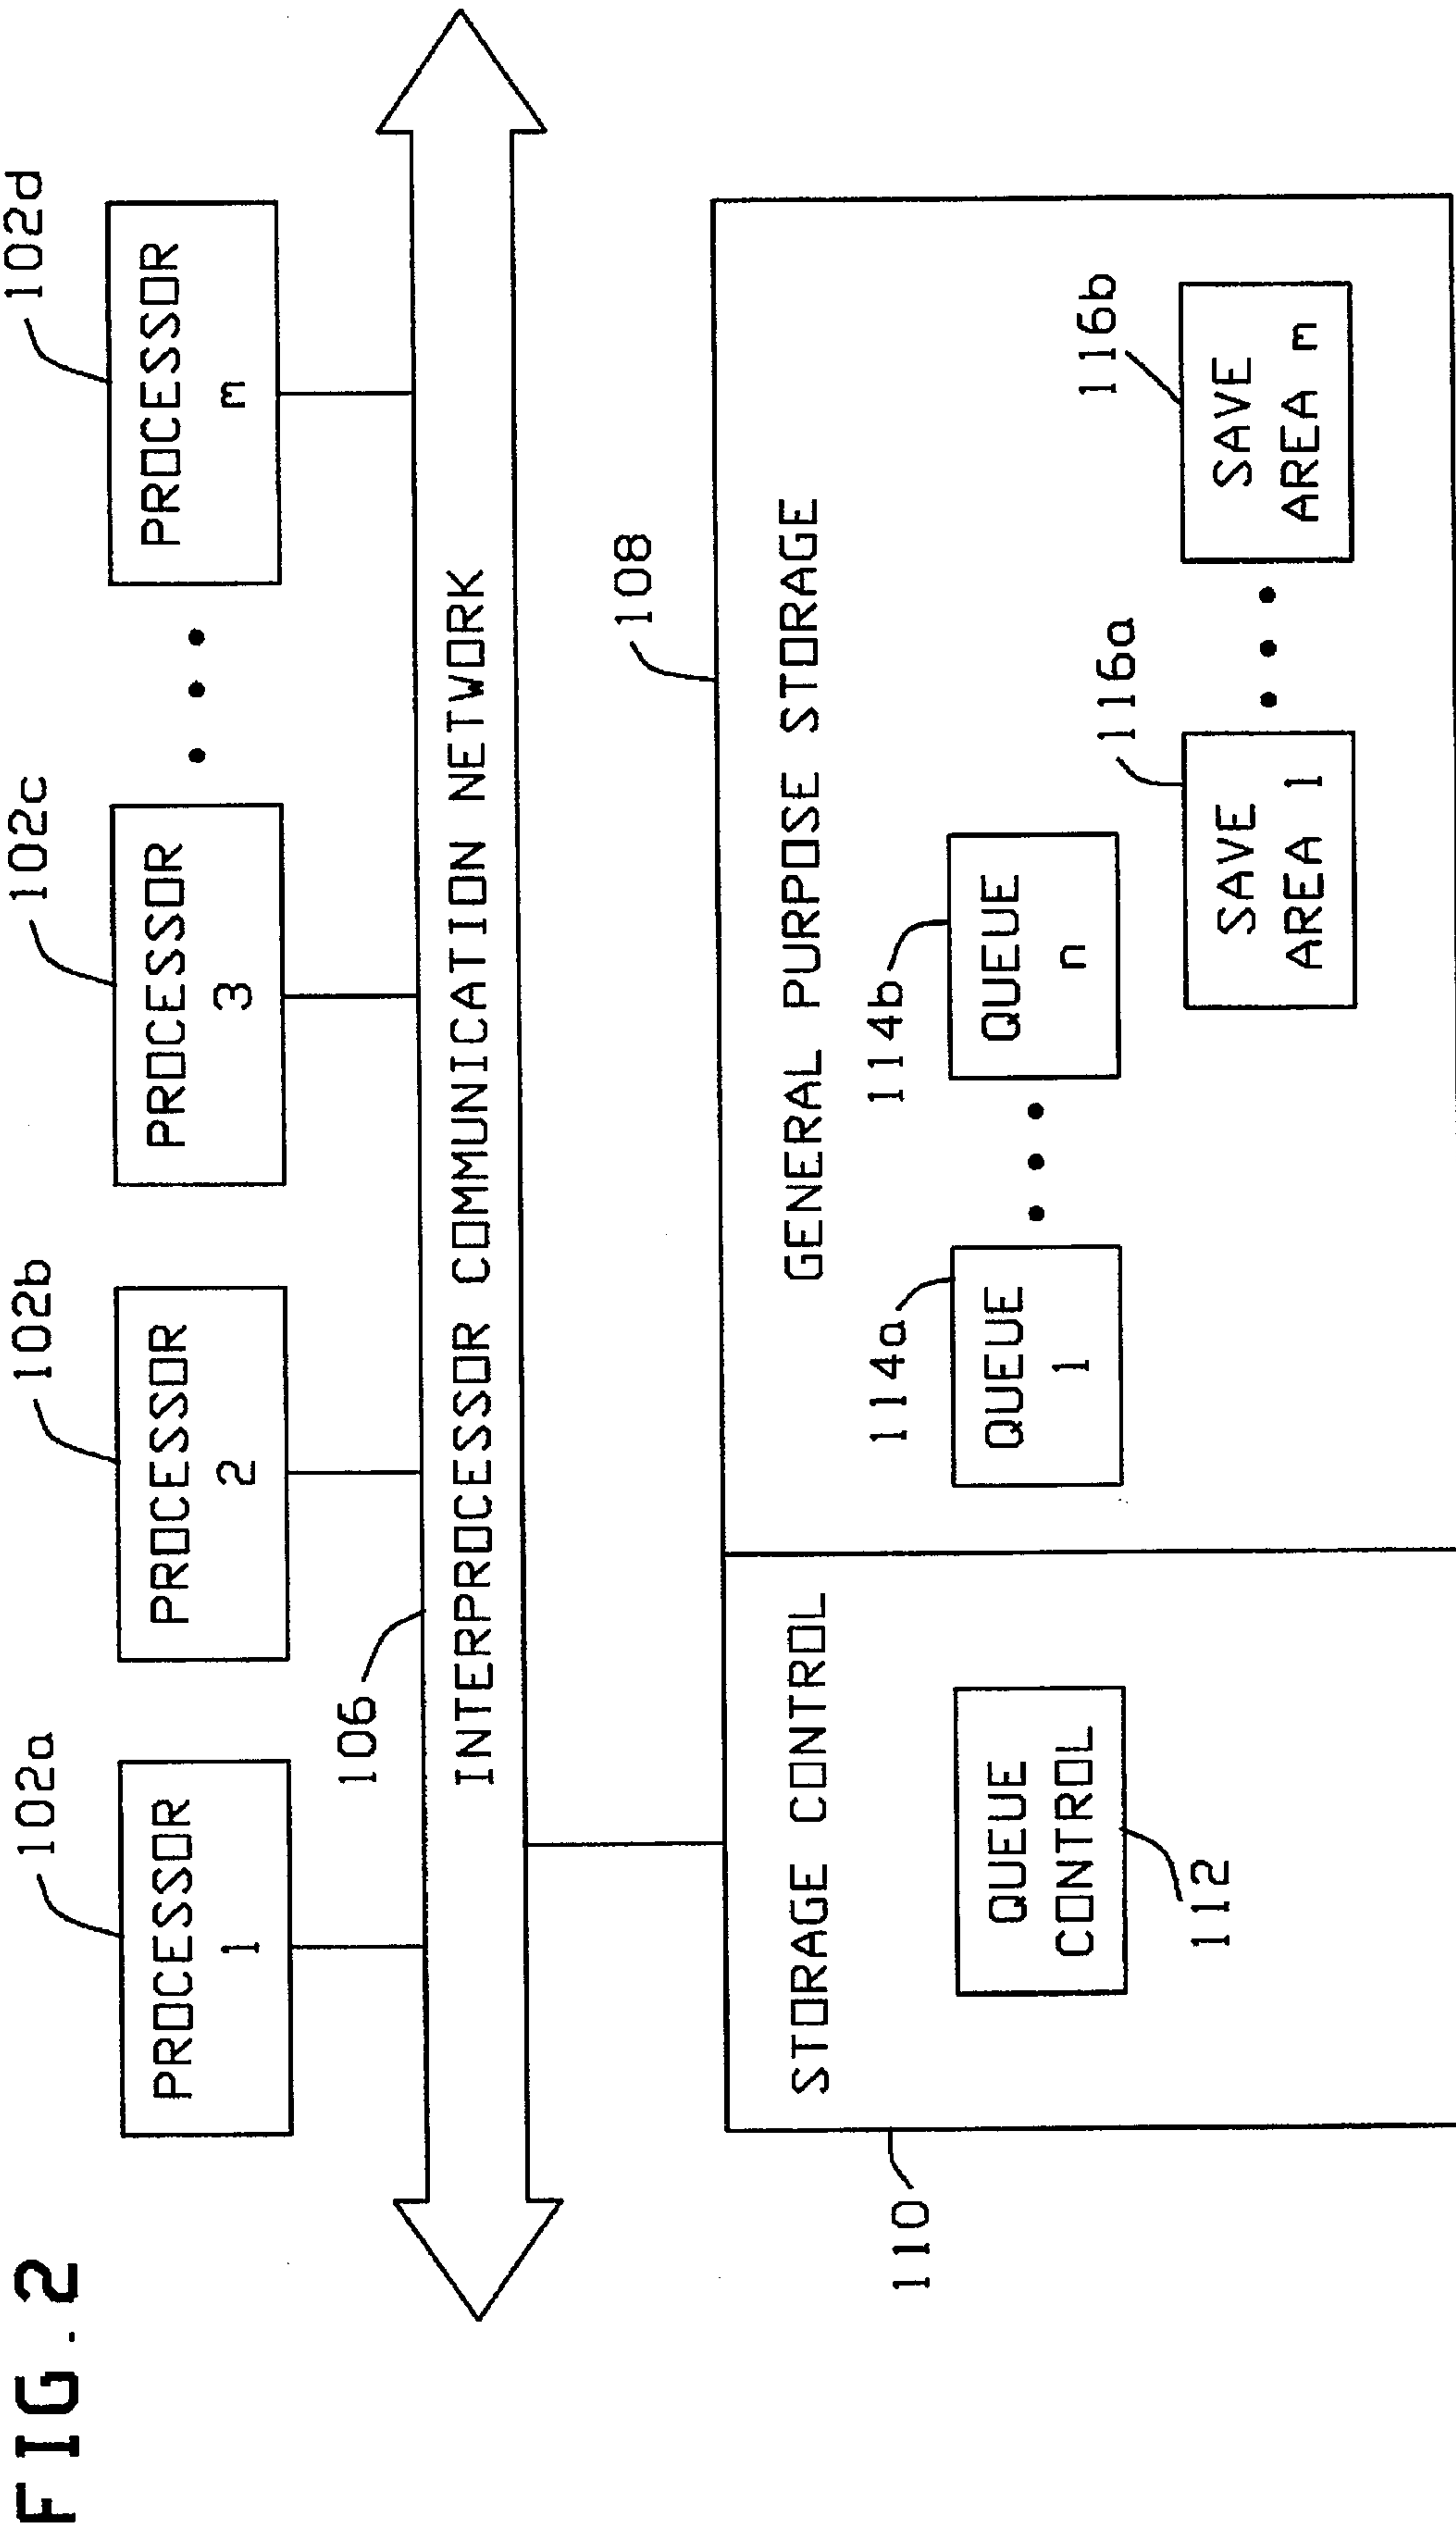 FIG.2
102a
102b
102c
102d
PROCESSOR
1
PROCESSOR
2
PROCESSOR
3
PROCESSOR
m
106
INTERPROCESSOR COMMUNICATION NETWORK
108
110
STORAGE CONTROL
GENERAL PURPOSE STORAGE
QUEUE
CONTROL
112
114a
QUEUE
1
114b
QUEUE
n
116a
SAVE
AREA 1
116b
SAVE
AREA m